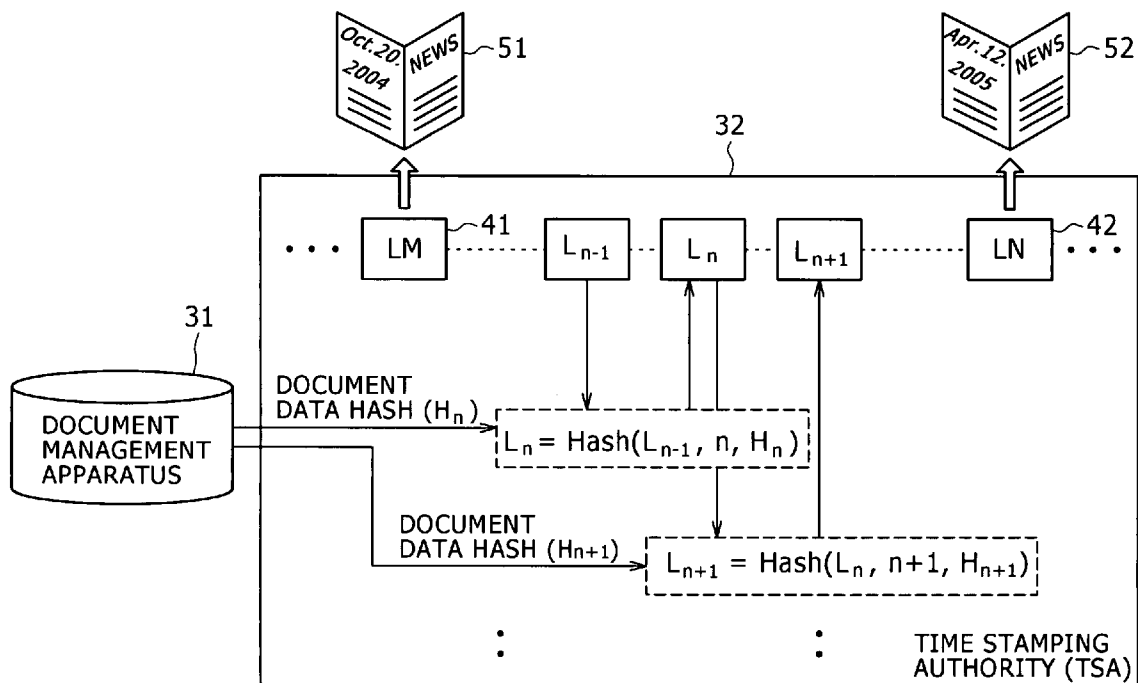 Oct.20.
2004
NEWS
51
Apr.12.
2005
NEWS
52
32
LM
41
Lₙ₋₁
Lₙ
Lₙ₊₁
LN
42
31
DOCUMENT
MANAGEMENT
APPARATUS
DOCUMENT
DATA HASH (Hₙ)
Lₙ = Hash(Lₙ₋₁, n, Hₙ)
DOCUMENT
DATA HASH (Hₙ₊₁)
Lₙ₊₁ = Hash(Lₙ, n+1, Hₙ₊₁)
TIME STAMPING
AUTHORITY (TSA)